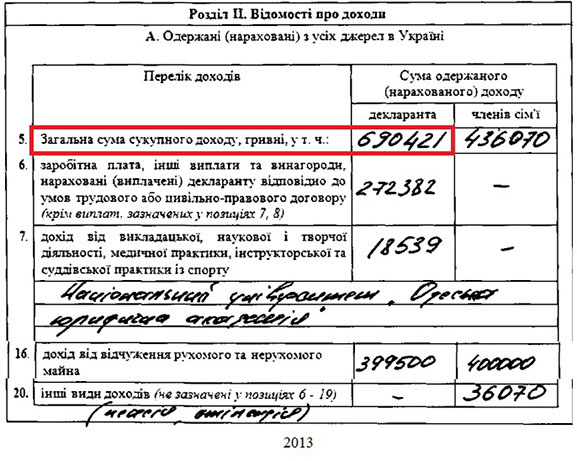 Розділ II. Відомості про доходи
А. Одержані (нараховані) з усіх джерел в Україні
Перелік доходів
Сума одержаного
(нарахованого) доходу
декларанта
членів сім'ї
5. Загальна сума сукупного доходу, гривні, у т. ч.: 690421 436070
6. заробітна плата, інші виплати та винагороди,
нараховані (виплачені) декларанту відповідно до
умов трудового або цивільно-правового договору
(крім виплат, зазначених у позиціях 7, 8)
272382 –
7. дохід від викладацької, наукової і творчої
діяльності, медичної практики, інструкторської та
суддівської практики із спорту
18539 –
Національний університет „Одеська
юридична академія"
16. дохід від відчуження рухомого та нерухомого
майна
399500 400000
20. інші види доходів (не зазначені у позиціях 6 - 19) – 36070
2013